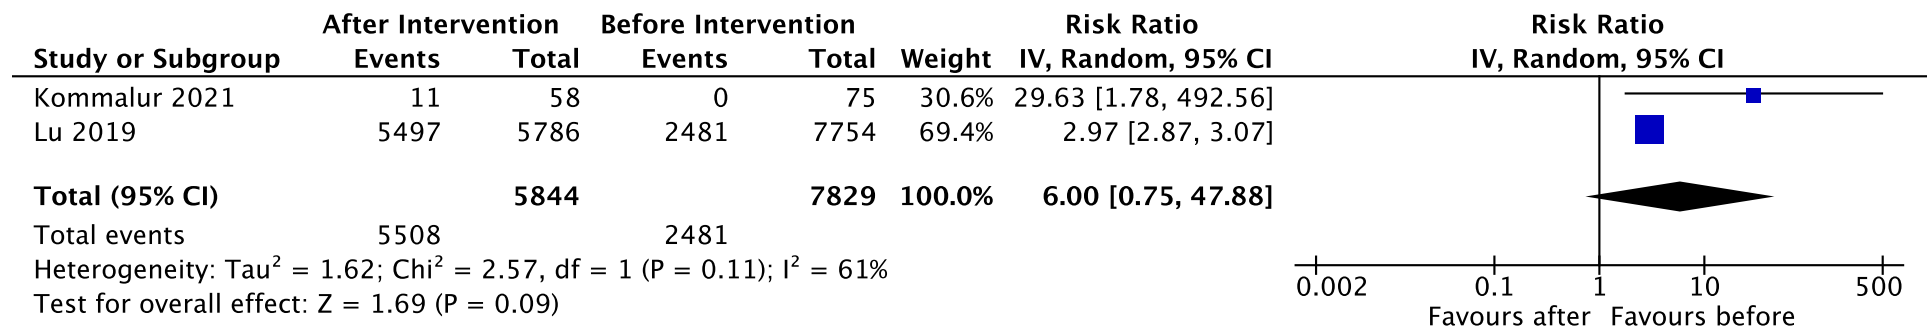 After Intervention Before Intervention Risk Ratio Risk Ratio
Study or Subgroup Events Total Events Total Weight IV, Random, 95% CI IV, Random, 95% CI
Kommalur 2021 11 58 0 75 30.6% 29.63 [1.78, 492.56]
Lu 2019 5497 5786 2481 7754 69.4% 2.97 [2.87, 3.07]
Total (95% CI) 5844 7829 100.0% 6.00 [0.75, 47.88]
Total events 5508 2481
Heterogeneity: Tau² = 1.62; Chi² = 2.57, df = 1 (P = 0.11); I² = 61%
Test for overall effect: Z = 1.69 (P = 0.09)
0.002 0.1 1 10 500
Favours after Favours before